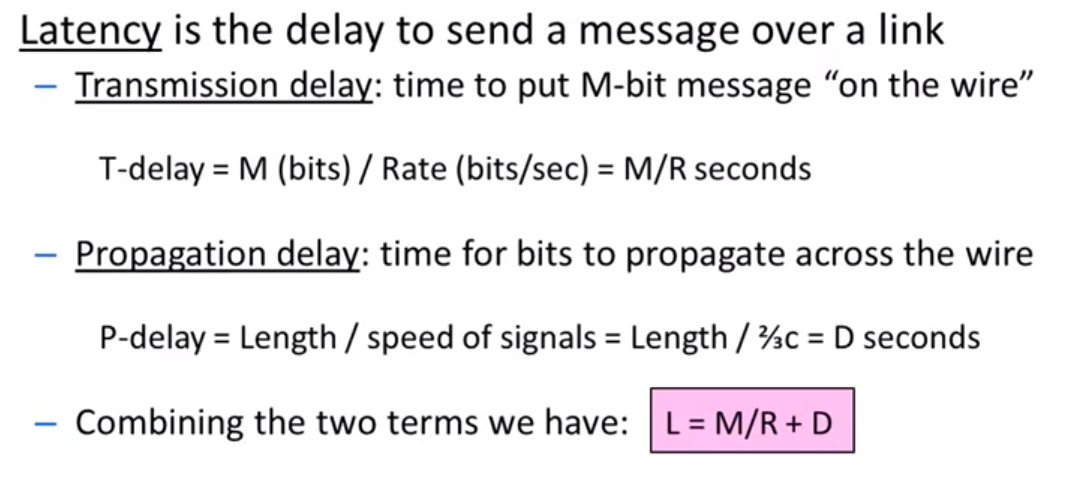 Latency is the delay to send a message over a link
– Transmission delay: time to put M-bit message “on the wire”
T-delay = M (bits) / Rate (bits/sec) = M/R seconds
– Propagation delay: time for bits to propagate across the wire
P-delay = Length / speed of signals = Length / ⅔c = D seconds
– Combining the two terms we have: L = M/R + D